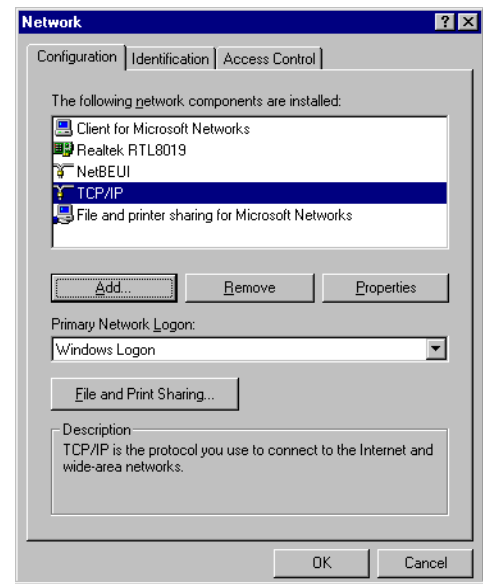 Network
Configuration Identification Access Control
The following network components are installed:
Client for Microsoft Networks
Realtek RTL8019
NetBEUI
TCP/IP
File and printer sharing for Microsoft Networks
Add... Remove Properties
Primary Network Logon:
Windows Logon
File and Print Sharing...
Description
TCP/IP is the protocol you use to connect to the Internet and
wide-area networks.
OK Cancel